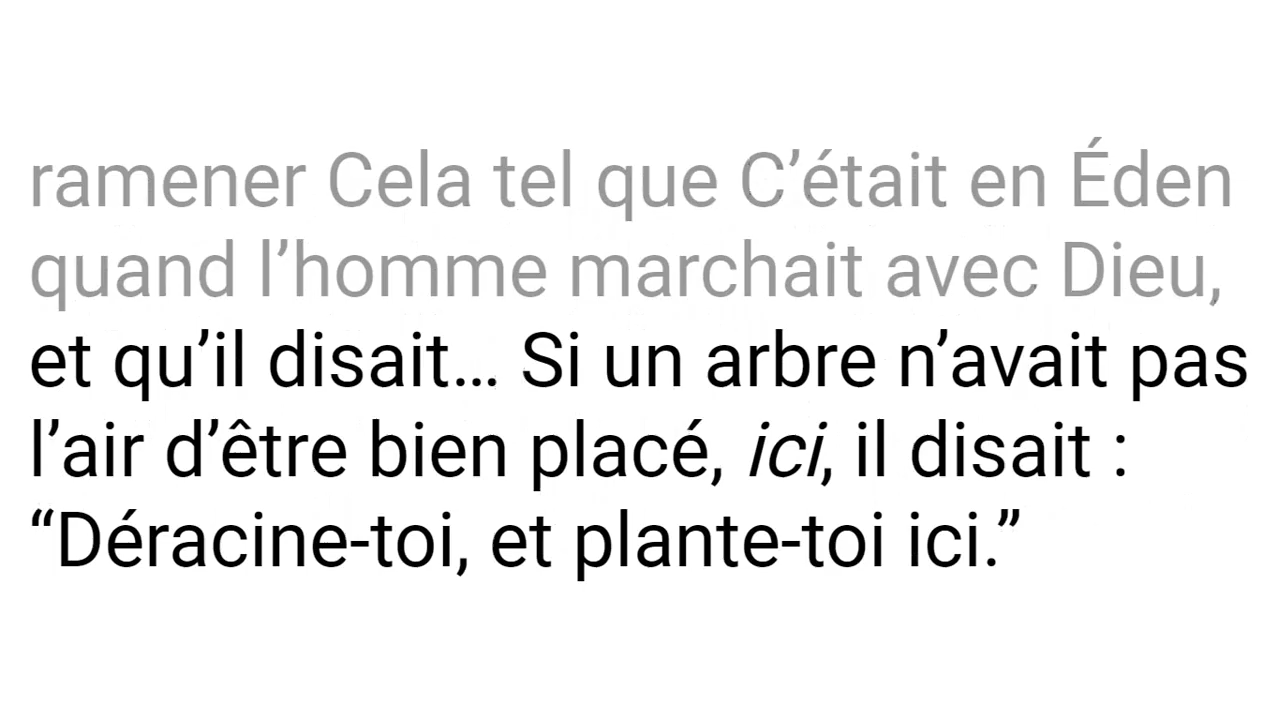 ramener Cela tel que C’était en Éden
quand l’homme marchait avec Dieu,
et qu’il disait… Si un arbre n’avait pas
l’air d’être bien placé, ici, il disait :
“Déracine-toi, et plante-toi ici.”